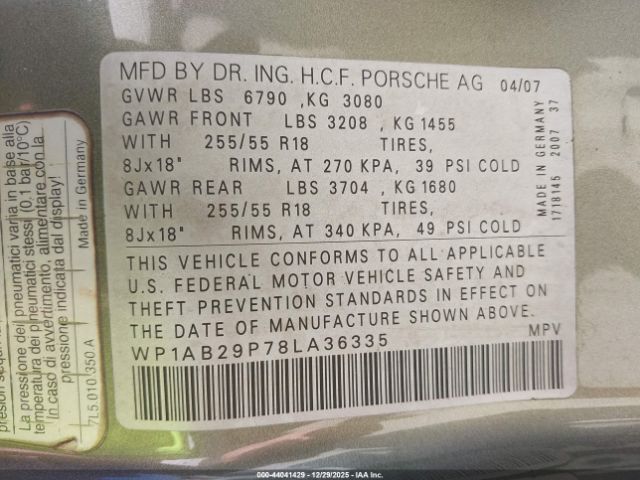 MFD BY DR. ING. H.C.F. PORSCHE AG 04/07
GVWR LBS 6790 ,KG 3080
GAWR FRONT LBS 3208 , KG 1455
WITH 255/55 R18 TIRES,
8Jx18" RIMS, AT 270 KPA, 39 PSI COLD
GAWR REAR LBS 3704 , KG 1680
WITH 255/55 R18 TIRES,
8Jx18" RIMS, AT 340 KPA, 49 PSI COLD
THIS VEHICLE CONFORMS TO ALL APPLICABLE
U.S. FEDERAL MOTOR VEHICLE SAFETY AND
THEFT PREVENTION STANDARDS IN EFFECT ON
THE DATE OF MANUFACTURE SHOWN ABOVE.
WP1AB29P78LA36335 MPV
MADE IN GERMANY
1718145 2007 37
La pressione dei pneumatici varia in base alla
temperatura dei pneumatici stessi (0,1 bar/10°C)
In caso di avvertimento, alimentare con la
pressione indicata dal display!
7L5.010.350 A Made in Germany
000-44041429 - 12/29/2025 - IAA Inc.